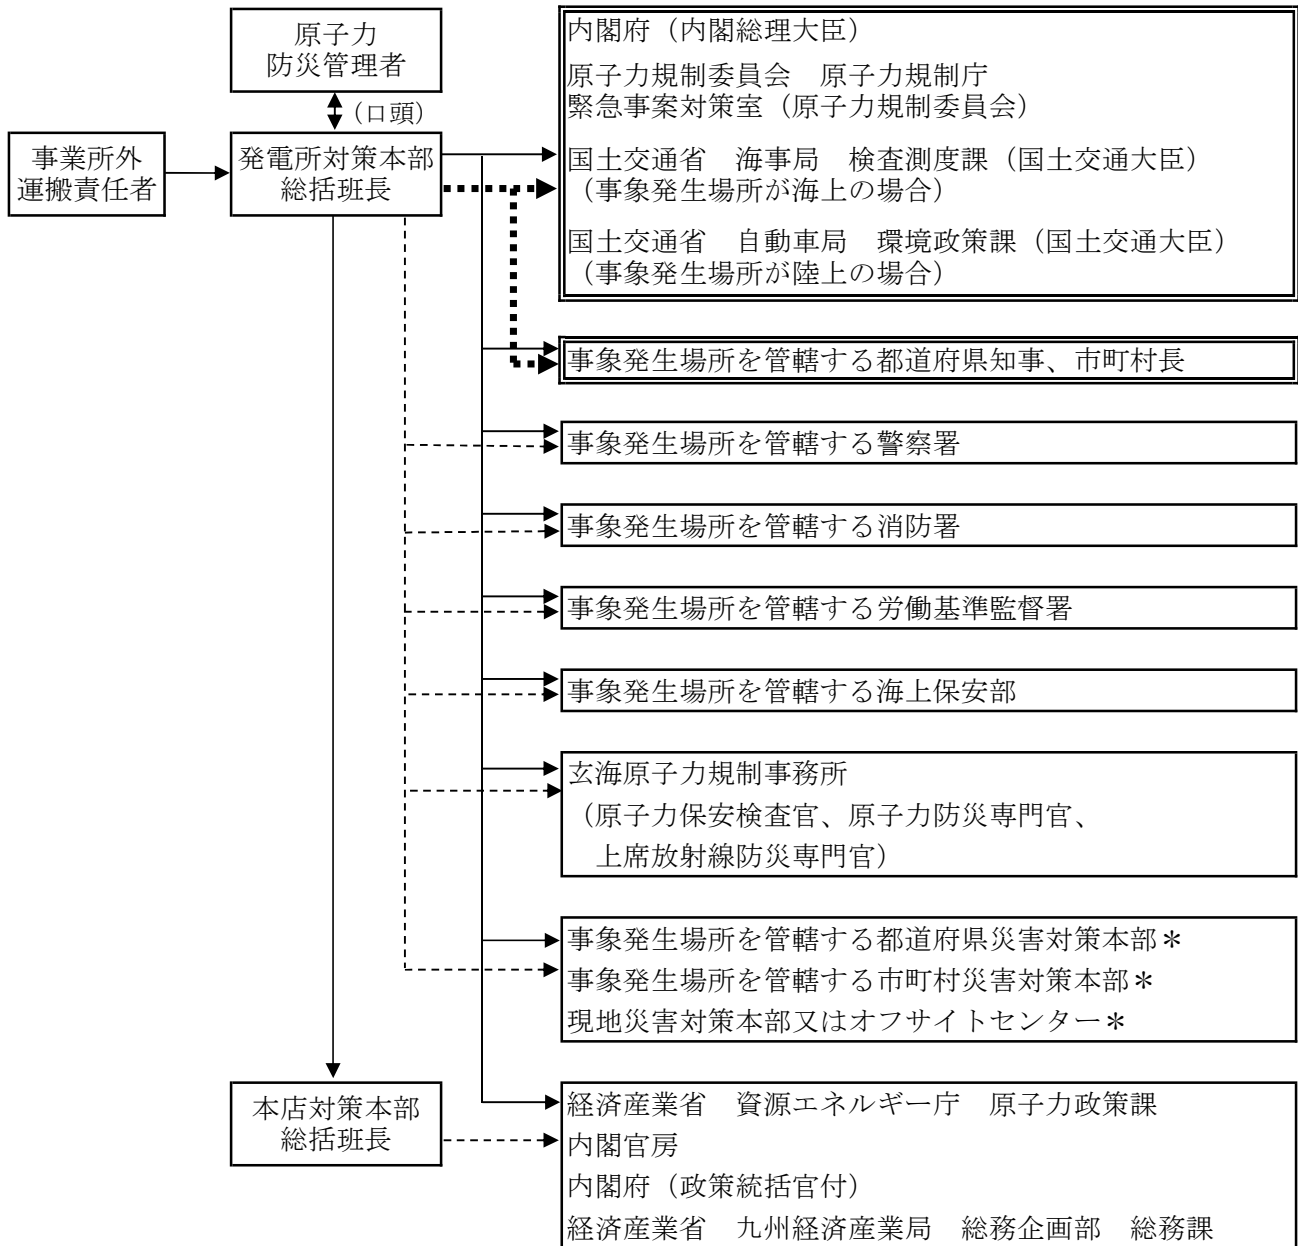 原子力
防災管理者
(口頭)
事業所外
運搬責任者
発電所対策本部
総括班長
内閣府（内閣総理大臣）
原子力規制委員会　原子力規制庁
緊急事案対策室（原子力規制委員会）
国土交通省　海事局　検査測度課（国土交通大臣）
（事象発生場所が海上の場合）
国土交通省　自動車局　環境政策課（国土交通大臣）
（事象発生場所が陸上の場合）
事象発生場所を管轄する都道府県知事、市町村長
事象発生場所を管轄する警察署
事象発生場所を管轄する消防署
事象発生場所を管轄する労働基準監督署
事象発生場所を管轄する海上保安部
玄海原子力規制事務所
（原子力保安検査官、原子力防災専門官、
上席放射線防災専門官）
事象発生場所を管轄する都道府県災害対策本部＊
事象発生場所を管轄する市町村災害対策本部＊
現地災害対策本部又はオフサイトセンター＊
本店対策本部
総括班長
経済産業省　資源エネルギー庁　原子力政策課
内閣官房
内閣府（政策統括官付）
経済産業省　九州経済産業局　総務企画部　総務課